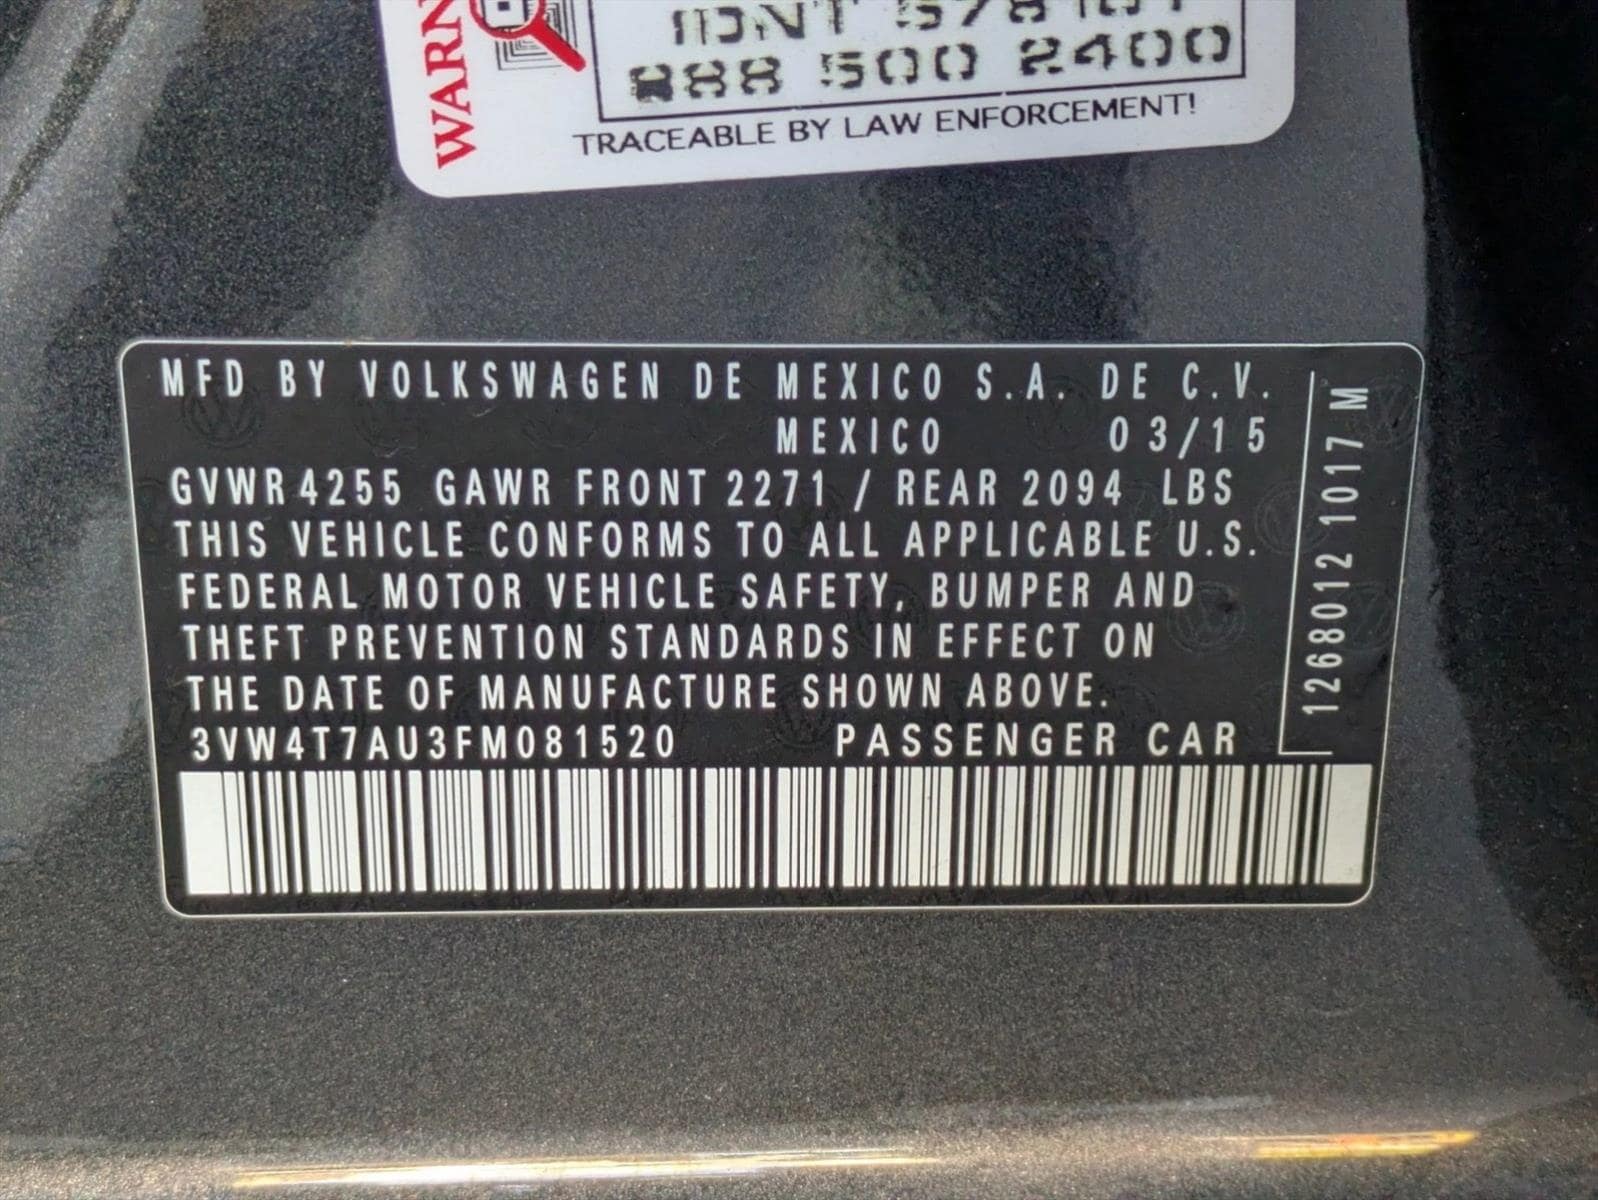 WARN
888 500 2400
TRACEABLE BY LAW ENFORCEMENT!
MFD BY VOLKSWAGEN DE MEXICO S.A. DE C.V.
MEXICO 03/15
GVWR 4255 GAWR FRONT 2271 / REAR 2094 LBS
THIS VEHICLE CONFORMS TO ALL APPLICABLE U.S.
FEDERAL MOTOR VEHICLE SAFETY, BUMPER AND
THEFT PREVENTION STANDARDS IN EFFECT ON
THE DATE OF MANUFACTURE SHOWN ABOVE.
3VW4T7AU3FM081520 PASSENGER CAR
1268012 1017 M